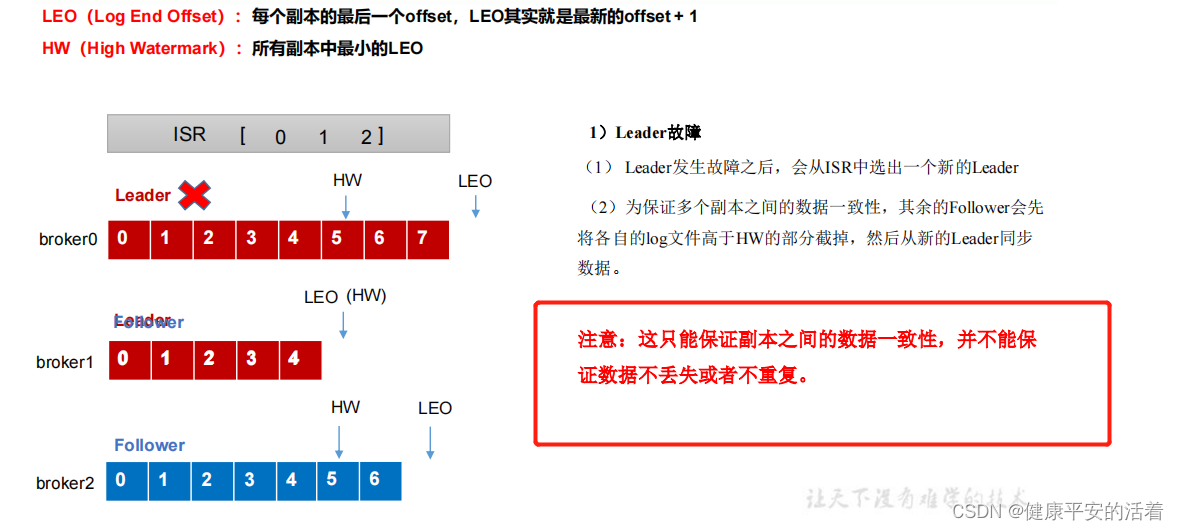 LEO（Log End Offset）：每个副本的最后一个offset，LEO其实就是最新的offset + 1
HW（High Watermark）：所有副本中最小的LEO
ISR [ 0 1 2 ]
Leader
HW
LEO
broker0
0 1 2 3 4 5 6 7
LEO (HW)
Leader
Follower
broker1
0 1 2 3 4
HW
LEO
Follower
broker2
0 1 2 3 4 5 6
1）Leader故障
（1） Leader发生故障之后，会从ISR中选出一个新的Leader
（2）为保证多个副本之间的数据一致性，其余的Follower会先
将各自的log文件高于HW的部分截掉，然后从新的Leader同步
数据。
注意：这只能保证副本之间的数据一致性，并不能保
证数据不丢失或者不重复。
让天下没有难学的技术
CSDN @健康平安的活着